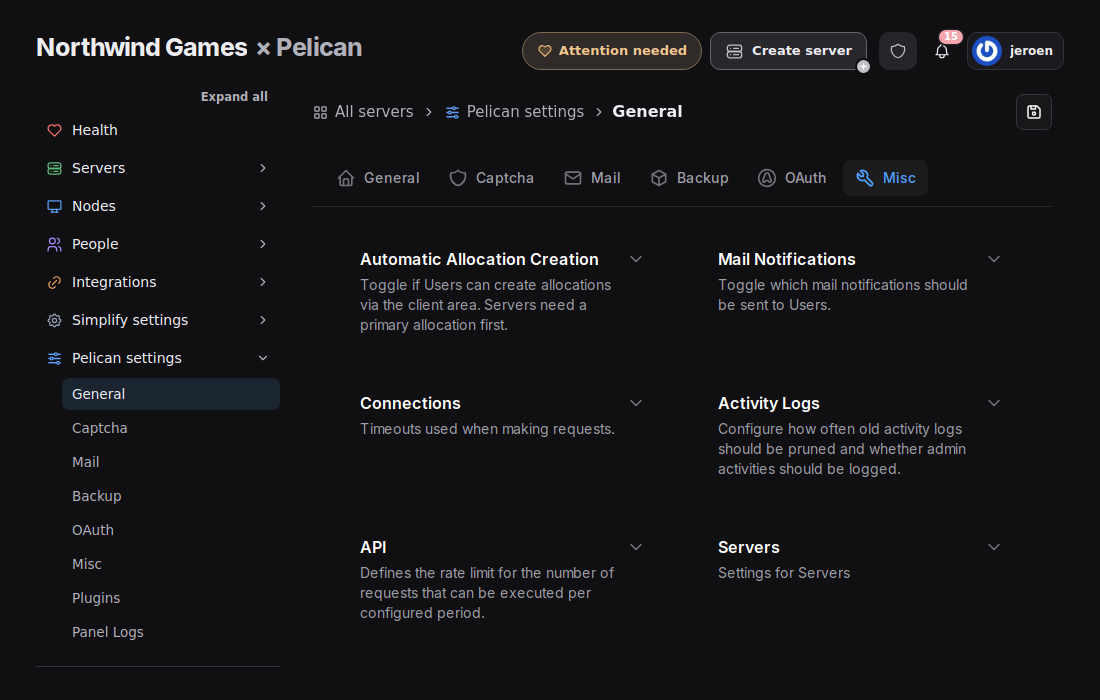 Northwind Games × Pelican
Attention needed
Create server
15
jeroen
Expand all
Health
Servers
Nodes
People
Integrations
Simplify settings
Pelican settings
General
Captcha
Mail
Backup
OAuth
Misc
Plugins
Panel Logs
All servers > Pelican settings > General
General
Captcha
Mail
Backup
OAuth
Misc
Automatic Allocation Creation
Toggle if Users can create allocations
via the client area. Servers need a
primary allocation first.
Mail Notifications
Toggle which mail notifications should
be sent to Users.
Connections
Timeouts used when making requests.
Activity Logs
Configure how often old activity logs
should be pruned and whether admin
activities should be logged.
API
Defines the rate limit for the number of
requests that can be executed per
configured period.
Servers
Settings for Servers